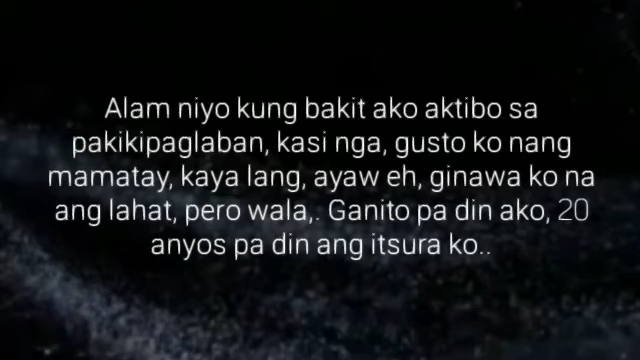 Alam niyo kung bakit ako aktibo sa
pakikipaglaban, kasi nga, gusto ko nang
mamatay, kaya lang, ayaw eh, ginawa ko na
ang lahat, pero wala,. Ganito pa din ako, 20
anyos pa din ang itsura ko..